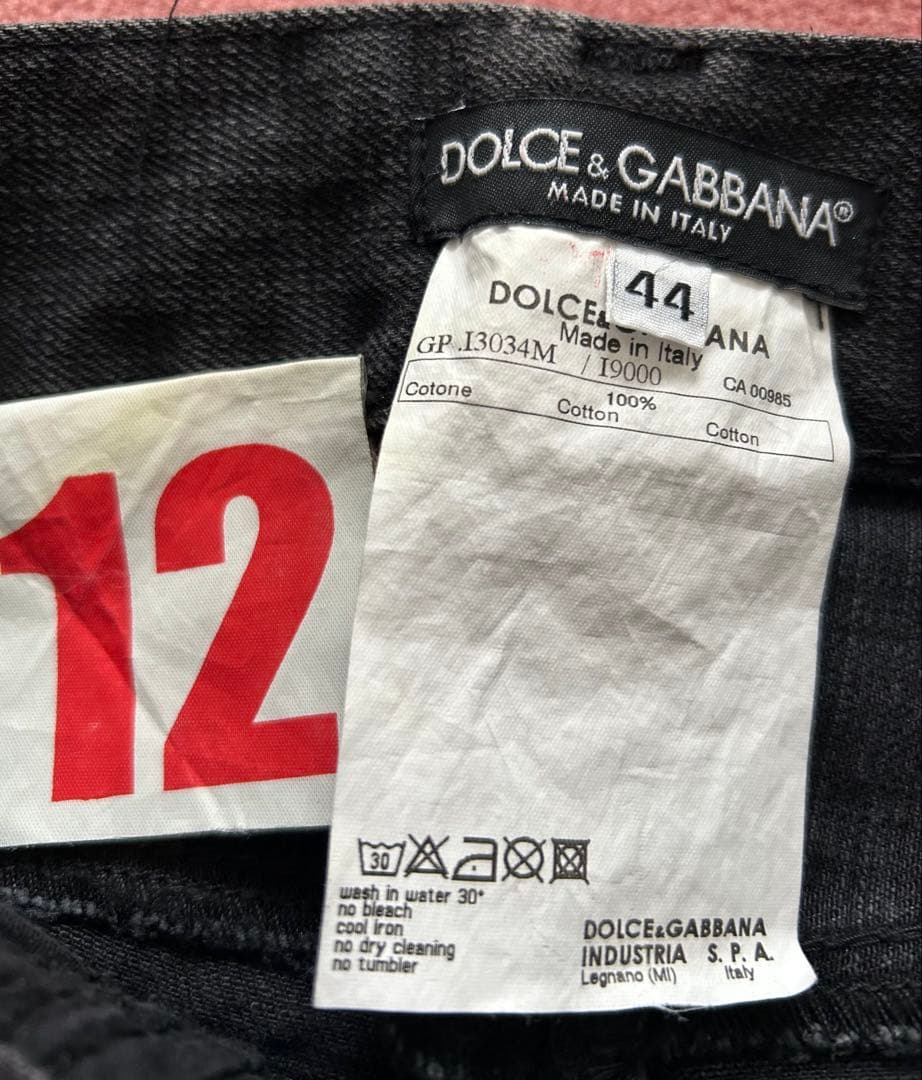 DOLCE & GABBANA®
MADE IN ITALY
44
DOLCE& ANA
Made in Italy
GP .I3034M / I9000 CA 00985
Cotone 100%
Cotton Cotton
12
30
wash in water 30°
no bleach
cool iron
no dry cleaning
no tumbler
DOLCE&GABBANA
INDUSTRIA S. P. A.
Legnano (MI) Italy